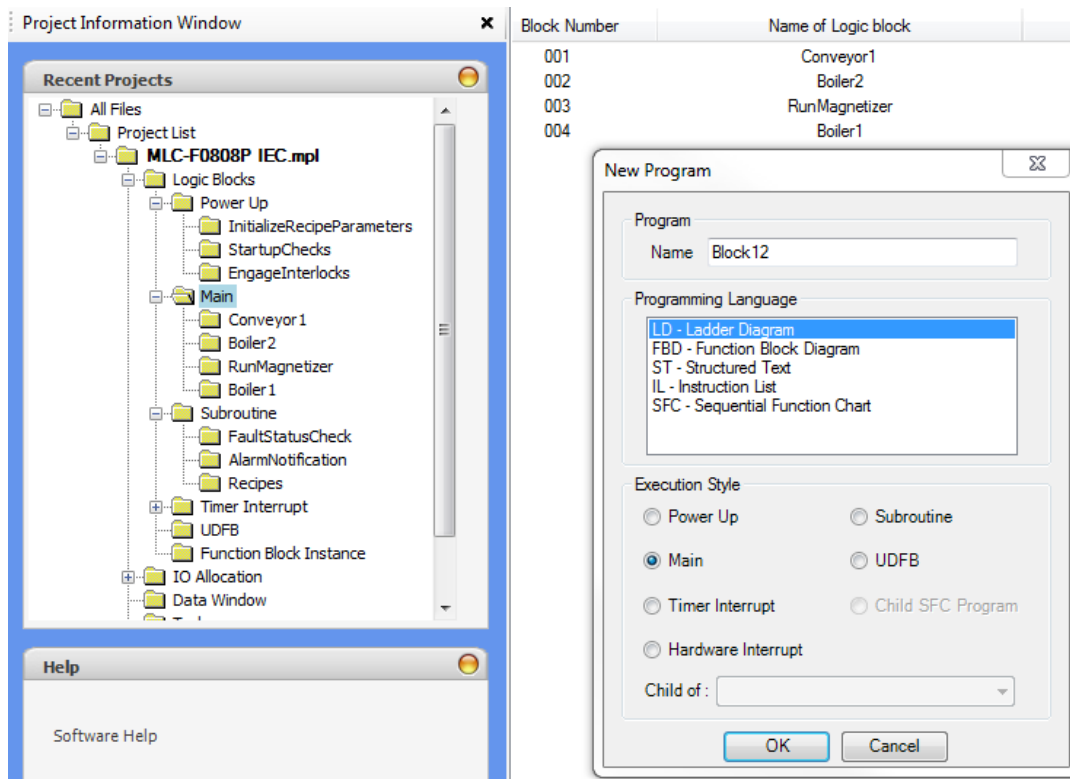 Project Information Window
Recent Projects
All Files
Project List
MLC-F0808P IEC.mpl
Logic Blocks
Power Up
InitializeRecipeParameters
StartupChecks
EngageInterlocks
Main
Conveyor1
Boiler2
RunMagnetizer
Boiler1
Subroutine
FaultStatusCheck
AlarmNotification
Recipes
Timer Interrupt
UDFB
Function Block Instance
IO Allocation
Data Window
Help
Software Help
Block Number Name of Logic block
001 Conveyor1
002 Boiler2
003 RunMagnetizer
004 Boiler1
New Program
Program
Name Block12
Programming Language
LD - Ladder Diagram
FBD - Function Block Diagram
ST - Structured Text
IL - Instruction List
SFC - Sequential Function Chart
Execution Style
Power Up Subroutine
Main UDFB
Timer Interrupt Child SFC Program
Hardware Interrupt
Child of :
OK Cancel